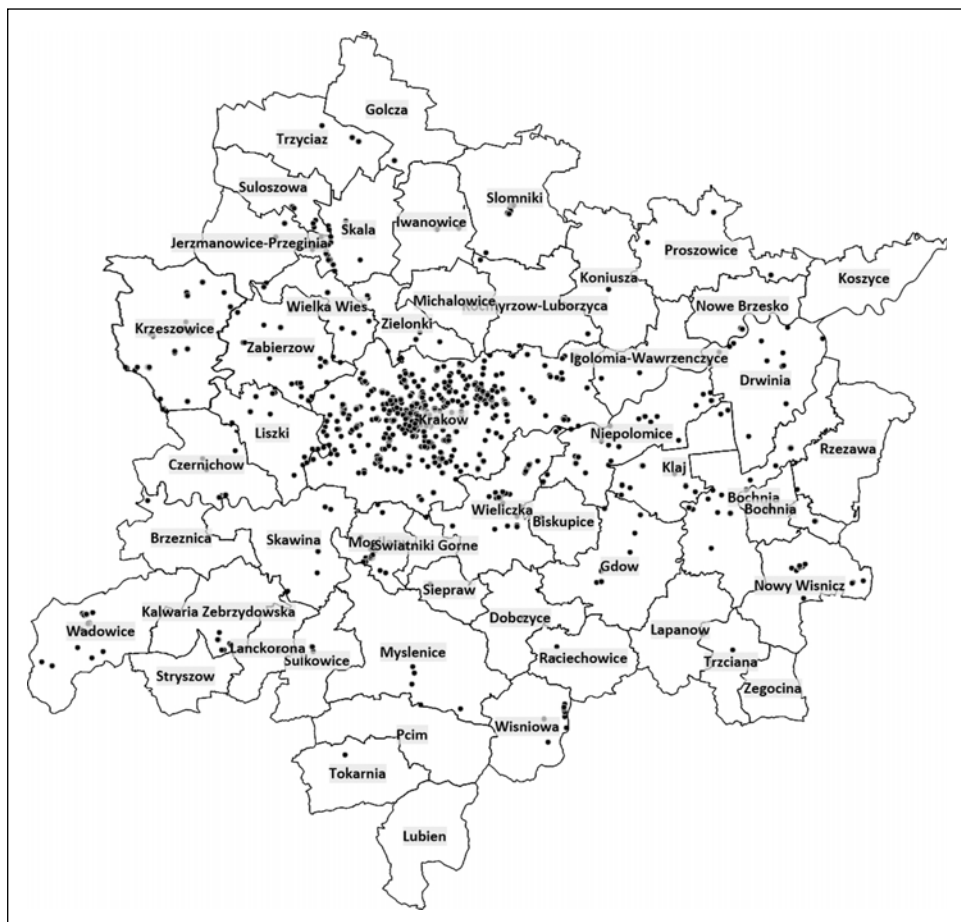 Golcza
Trzyciaz
Suloszowa
Slomniki
Skala
Iwanowice
Jerzmanowice-Przeginia
Proszowice
Koniusza
Koszyce
Michalowice
Kocmyrzow-Luborzyca
Wielka Wies
Nowe Brzesko
Zielonki
Krzeszowice
Zabierzow
Igolomia-Wawrzenczyce
Drwinia
Krakow
Liszki
Niepolomice
Rzezawa
Czernichow
Klaj
Bochnia
Wieliczka
Bochnia
Biskupice
Brzeznica
Skawina
Swiatniki Gorne
Gdow
Nowy Wisnicz
Siepraw
Kalwaria Zebrzydowska
Dobczyce
Wadowice
Lapanow
Lanckorona
Myslenice
Raciechowice
Sulkowice
Trzciana
Stryszow
Zegocina
Wisniowa
Pcim
Tokarnia
Lubien